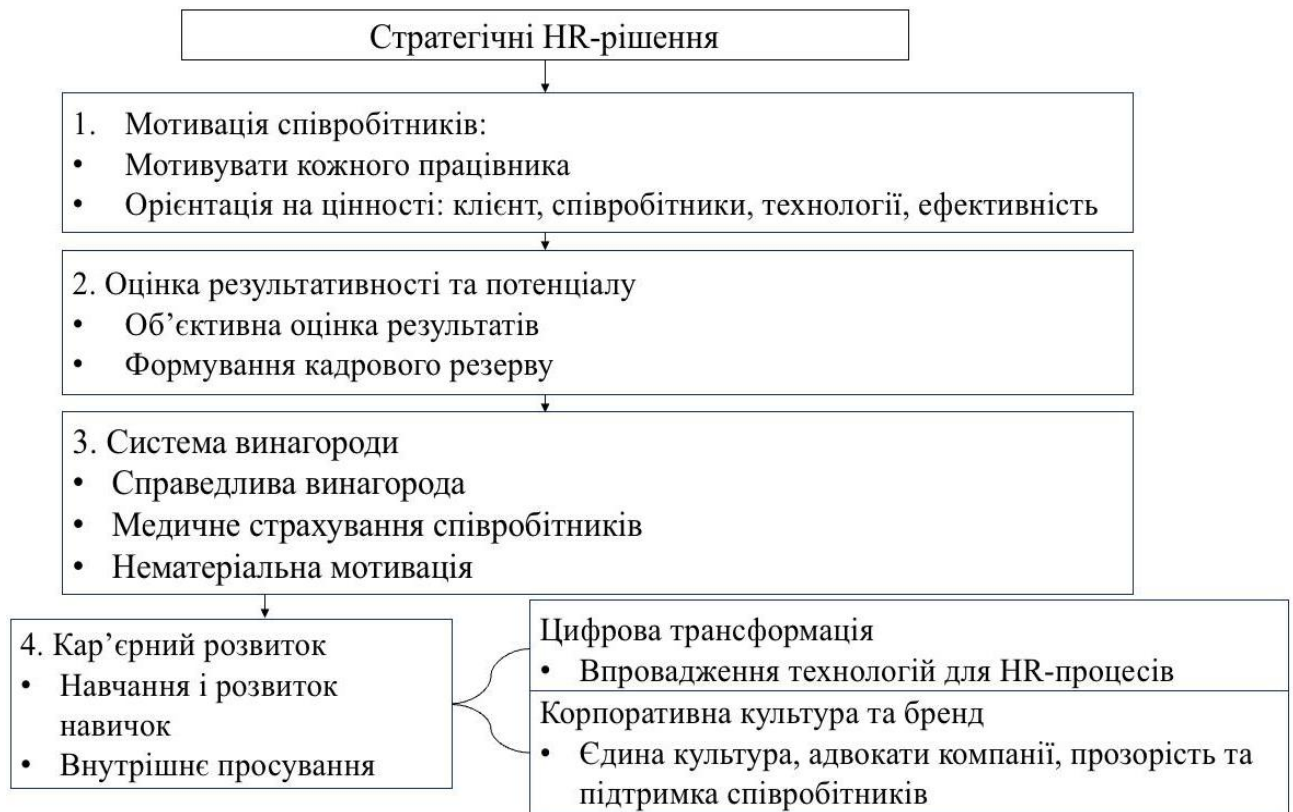 Стратегічні HR-рішення
1. Мотивація співробітників:
• Мотивувати кожного працівника
• Орієнтація на цінності: клієнт, співробітники, технології, ефективність
2. Оцінка результативності та потенціалу
• Об’єктивна оцінка результатів
• Формування кадрового резерву
3. Система винагороди
• Справедлива винагорода
• Медичне страхування співробітників
• Нематеріальна мотивація
4. Кар’єрний розвиток
• Навчання і розвиток
навичок
• Внутрішнє просування
Цифрова трансформація
• Впровадження технологій для HR-процесів
Корпоративна культура та бренд
• Єдина культура, адвокати компанії, прозорість та
підтримка співробітників